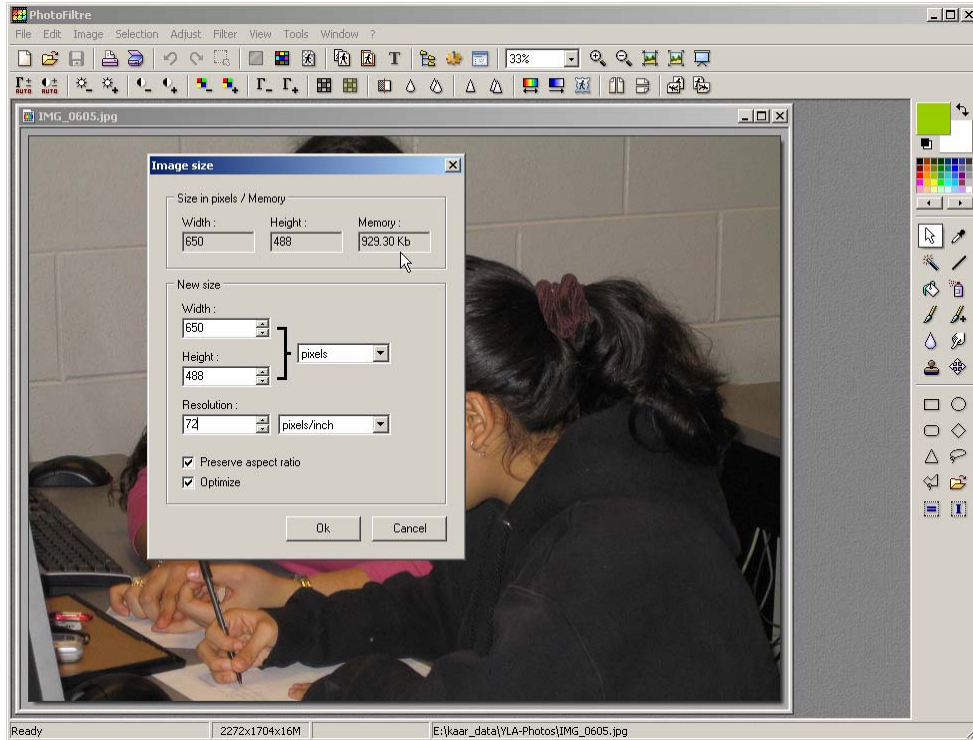 PhotoFiltre
File Edit Image Selection Adjust Filter View Tools Window ?
T 33%
AUTO AUTO
IMG_0605.jpg
Image size
Size in pixels / Memory
Width : Height : Memory :
650 488 929.30 Kb
New size
Width :
650
pixels
Height :
488
Resolution :
72 pixels/inch
Preserve aspect ratio
Optimize
Ok Cancel
Ready 2272x1704x16M E:\kaar_data\YLA-Photos\IMG_0605.jpg